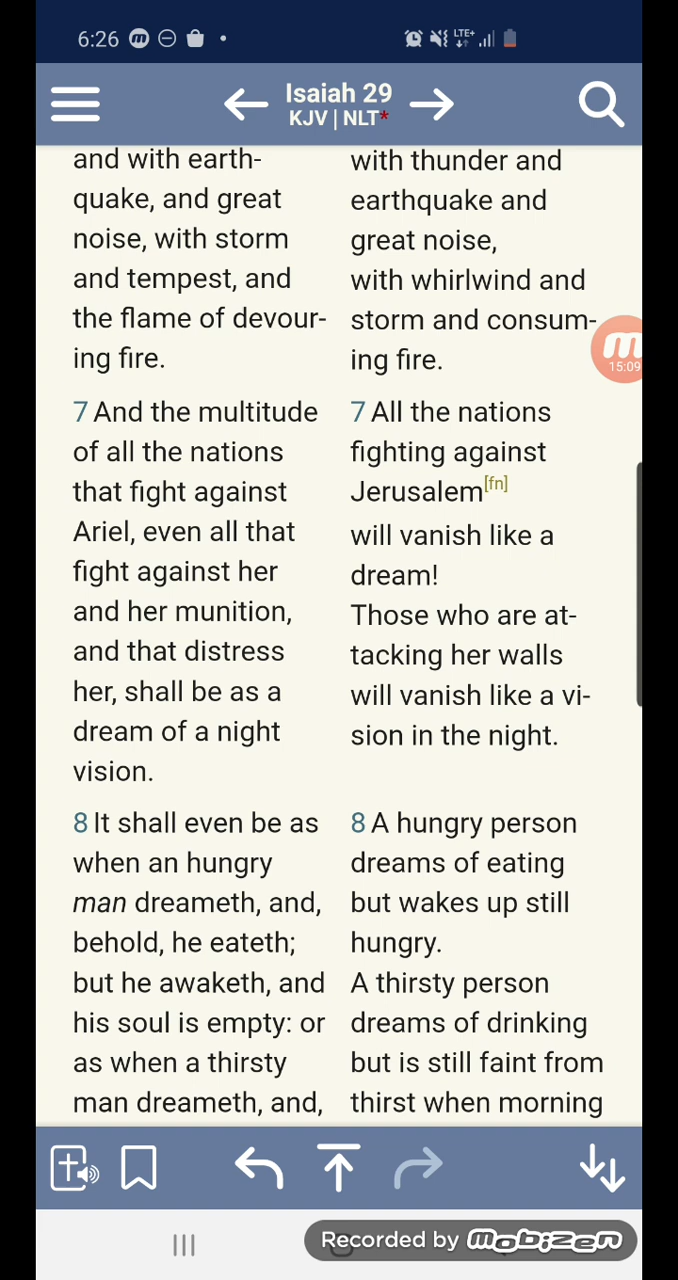 6:26
LTE+
Isaiah 29
KJV | NLT*
and with earth-
quake, and great
noise, with storm
and tempest, and
the flame of devour-
ing fire.
7 And the multitude
of all the nations
that fight against
Ariel, even all that
fight against her
and her munition,
and that distress
her, shall be as a
dream of a night
vision.
8 It shall even be as
when an hungry
man dreameth, and,
behold, he eateth;
but he awaketh, and
his soul is empty: or
as when a thirsty
man dreameth, and,
with thunder and
earthquake and
great noise,
with whirlwind and
storm and consum-
ing fire.
7 All the nations
fighting against
Jerusalem[fn]
will vanish like a
dream!
Those who are at-
tacking her walls
will vanish like a vi-
sion in the night.
8 A hungry person
dreams of eating
but wakes up still
hungry.
A thirsty person
dreams of drinking
but is still faint from
thirst when morning
m
15:09
Recorded by mobizen